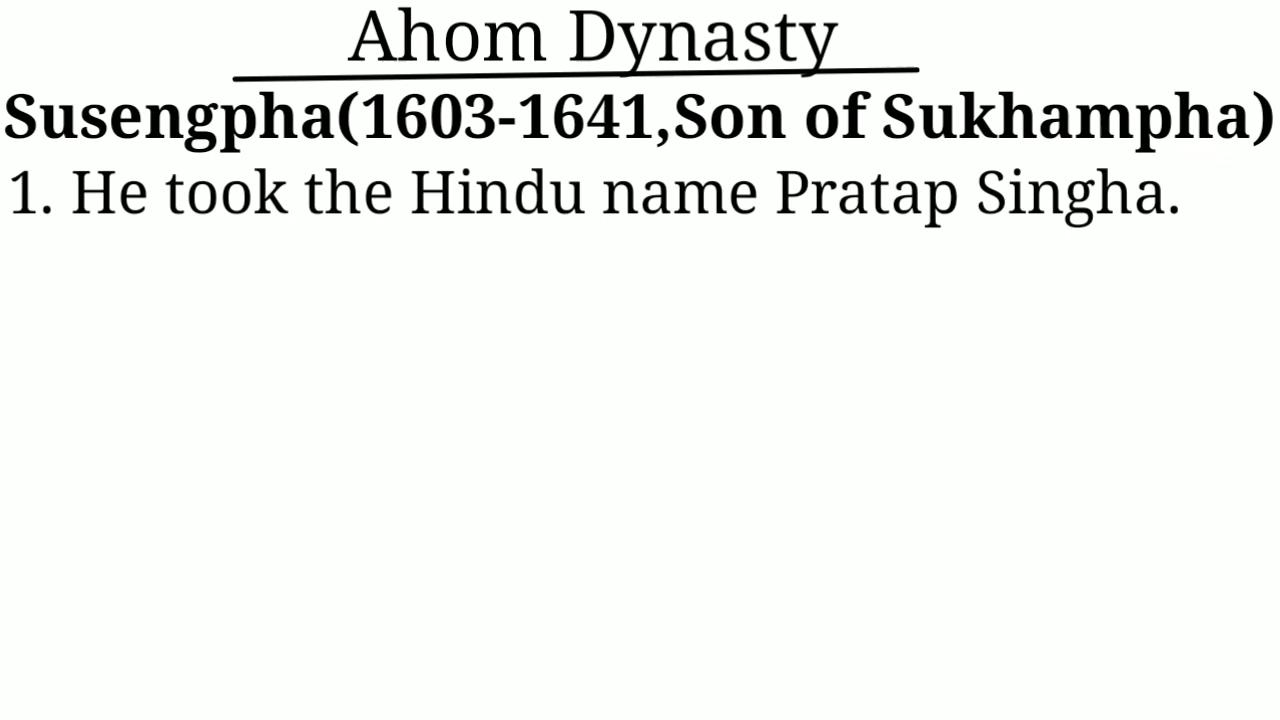 Ahom Dynasty
Susengpha(1603-1641,Son of Sukhampha)
1. He took the Hindu name Pratap Singha.